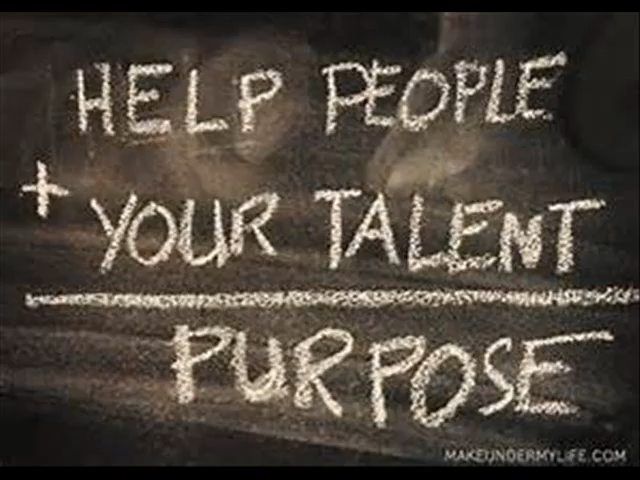 HELP PEOPLE
+ YOUR TALENT
PURPOSE
MAKEUNDERMYLIFE.COM